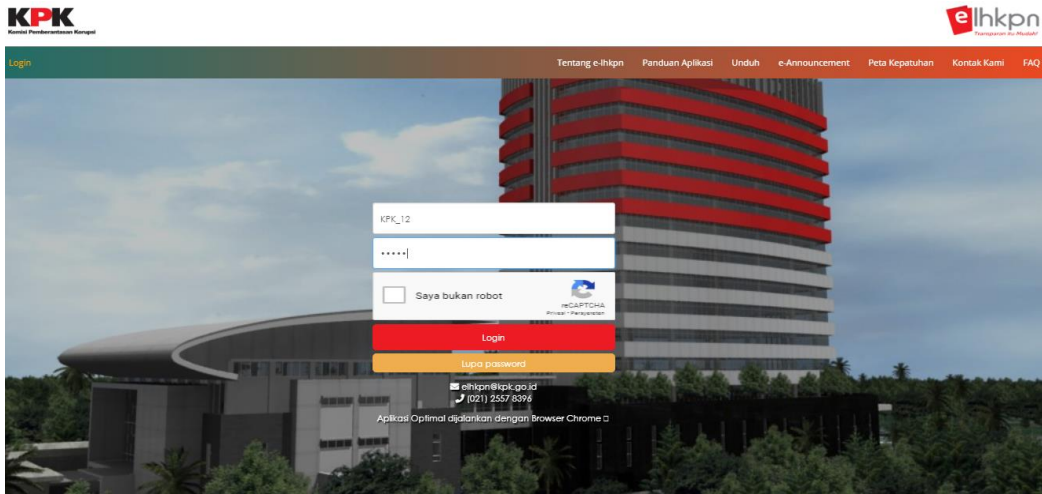 KPK
Komisi Pemberantasan Korupsi
elhkpn
Transparan itu Mudah!
Login
Tentang e-lhkpn
Panduan Aplikasi
Unduh
e-Announcement
Peta Kepatuhan
Kontak Kami
FAQ
KPK_12
•••••
Saya bukan robot
reCAPTCHA
Privasi - Persyaratan
Login
Lupa password
elhkpn@kpk.go.id
(021) 2557 8396
Aplikasi Optimal dijalankan dengan Browser Chrome